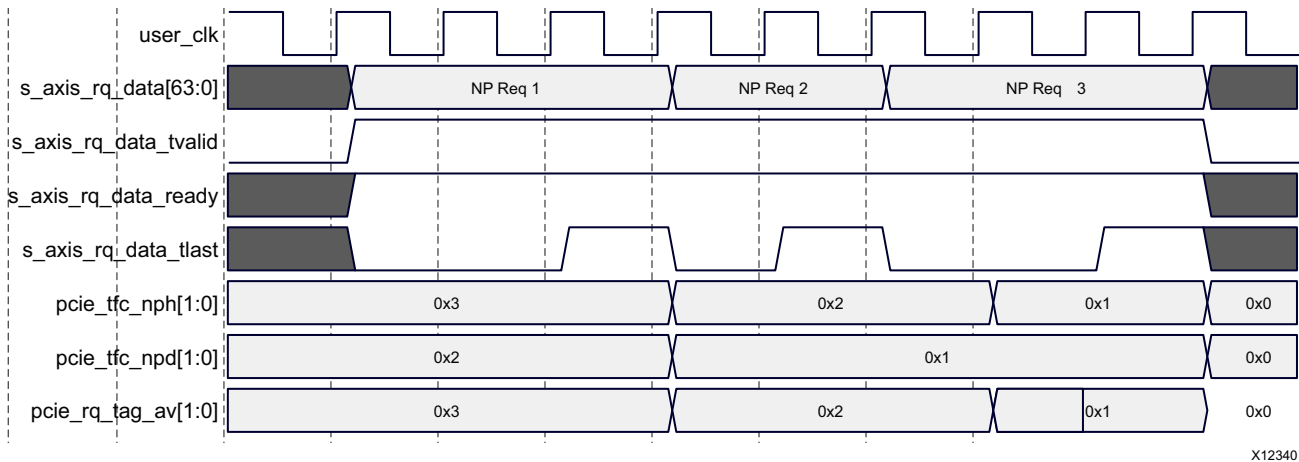 user_clk
s_axis_rq_data[63:0] NP Req 1 NP Req 2 NP Req 3
s_axis_rq_data_tvalid
s_axis_rq_data_ready
s_axis_rq_data_tlast
pcie_tfc_nph[1:0] 0x3 0x2 0x1 0x0
pcie_tfc_npd[1:0] 0x2 0x1 0x0
pcie_rq_tag_av[1:0] 0x3 0x2 0x1 0x0
X12340